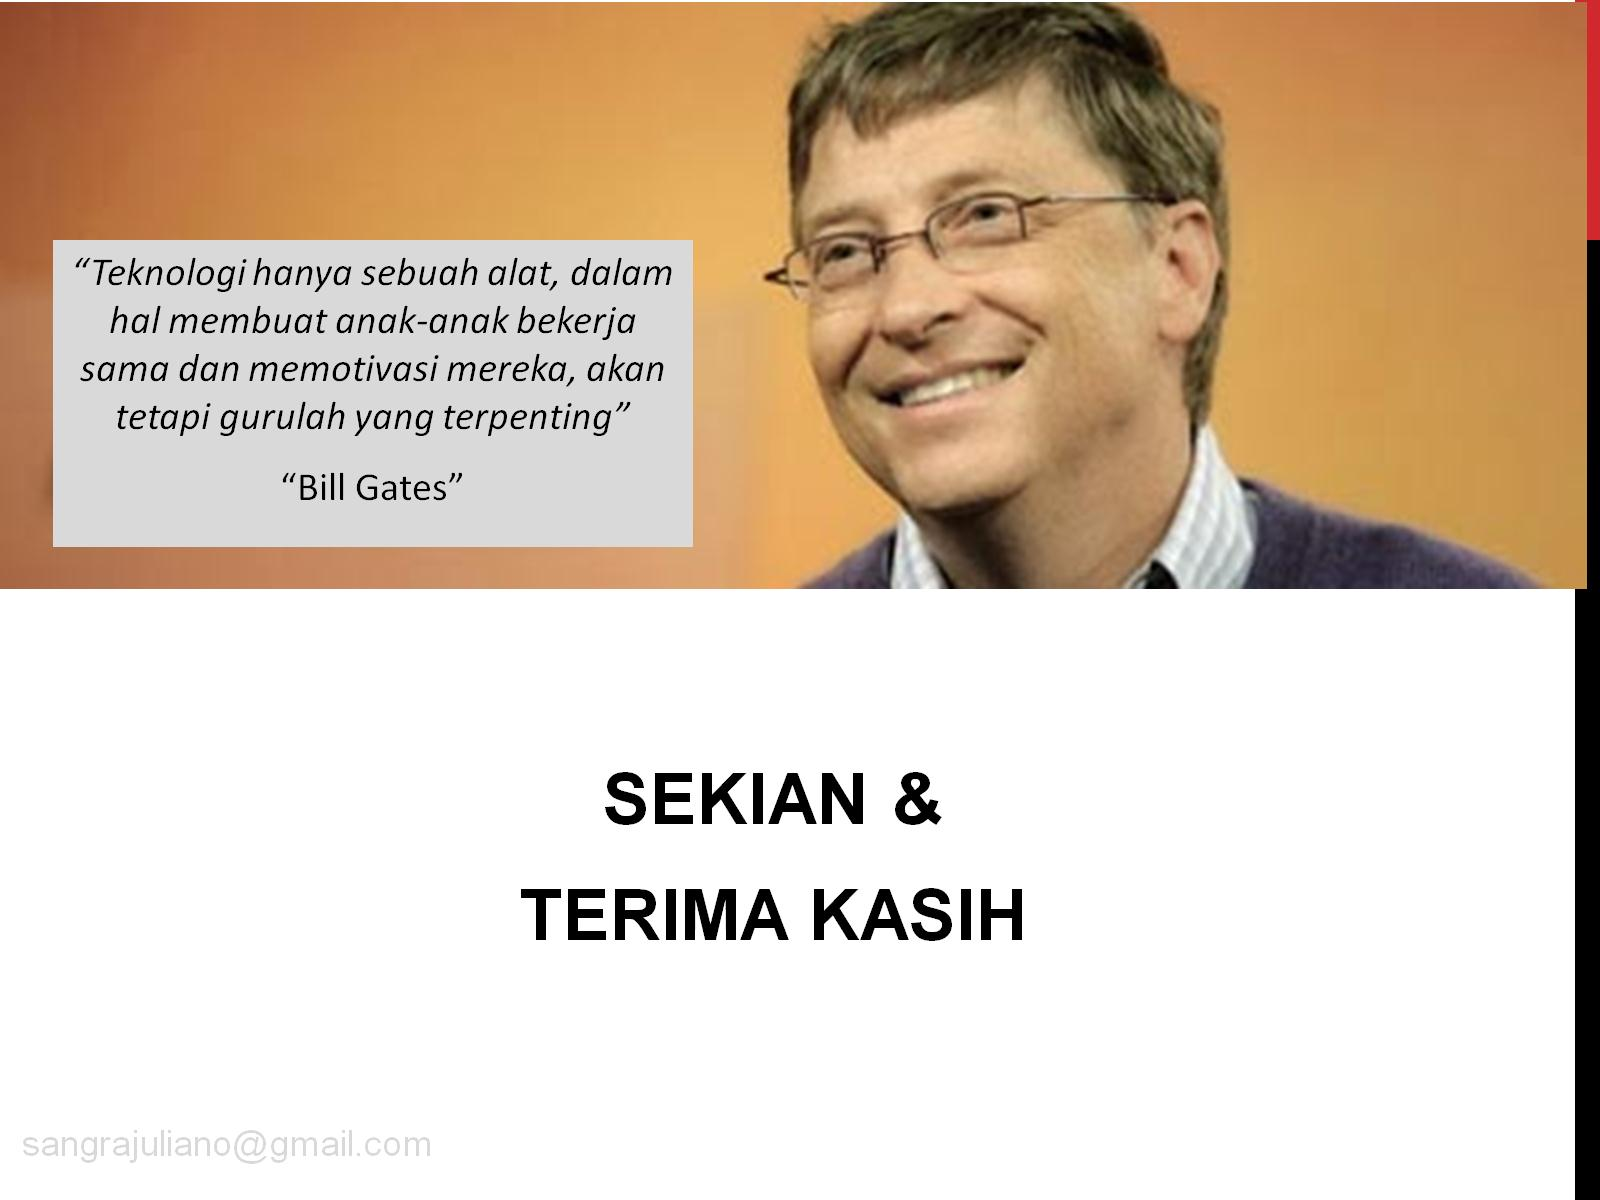 “Teknologi hanya sebuah alat, dalam
hal membuat anak-anak bekerja
sama dan memotivasi mereka, akan
tetapi gurulah yang terpenting”
“Bill Gates”
SEKIAN &
TERIMA KASIH
sangrajuliano@gmail.com